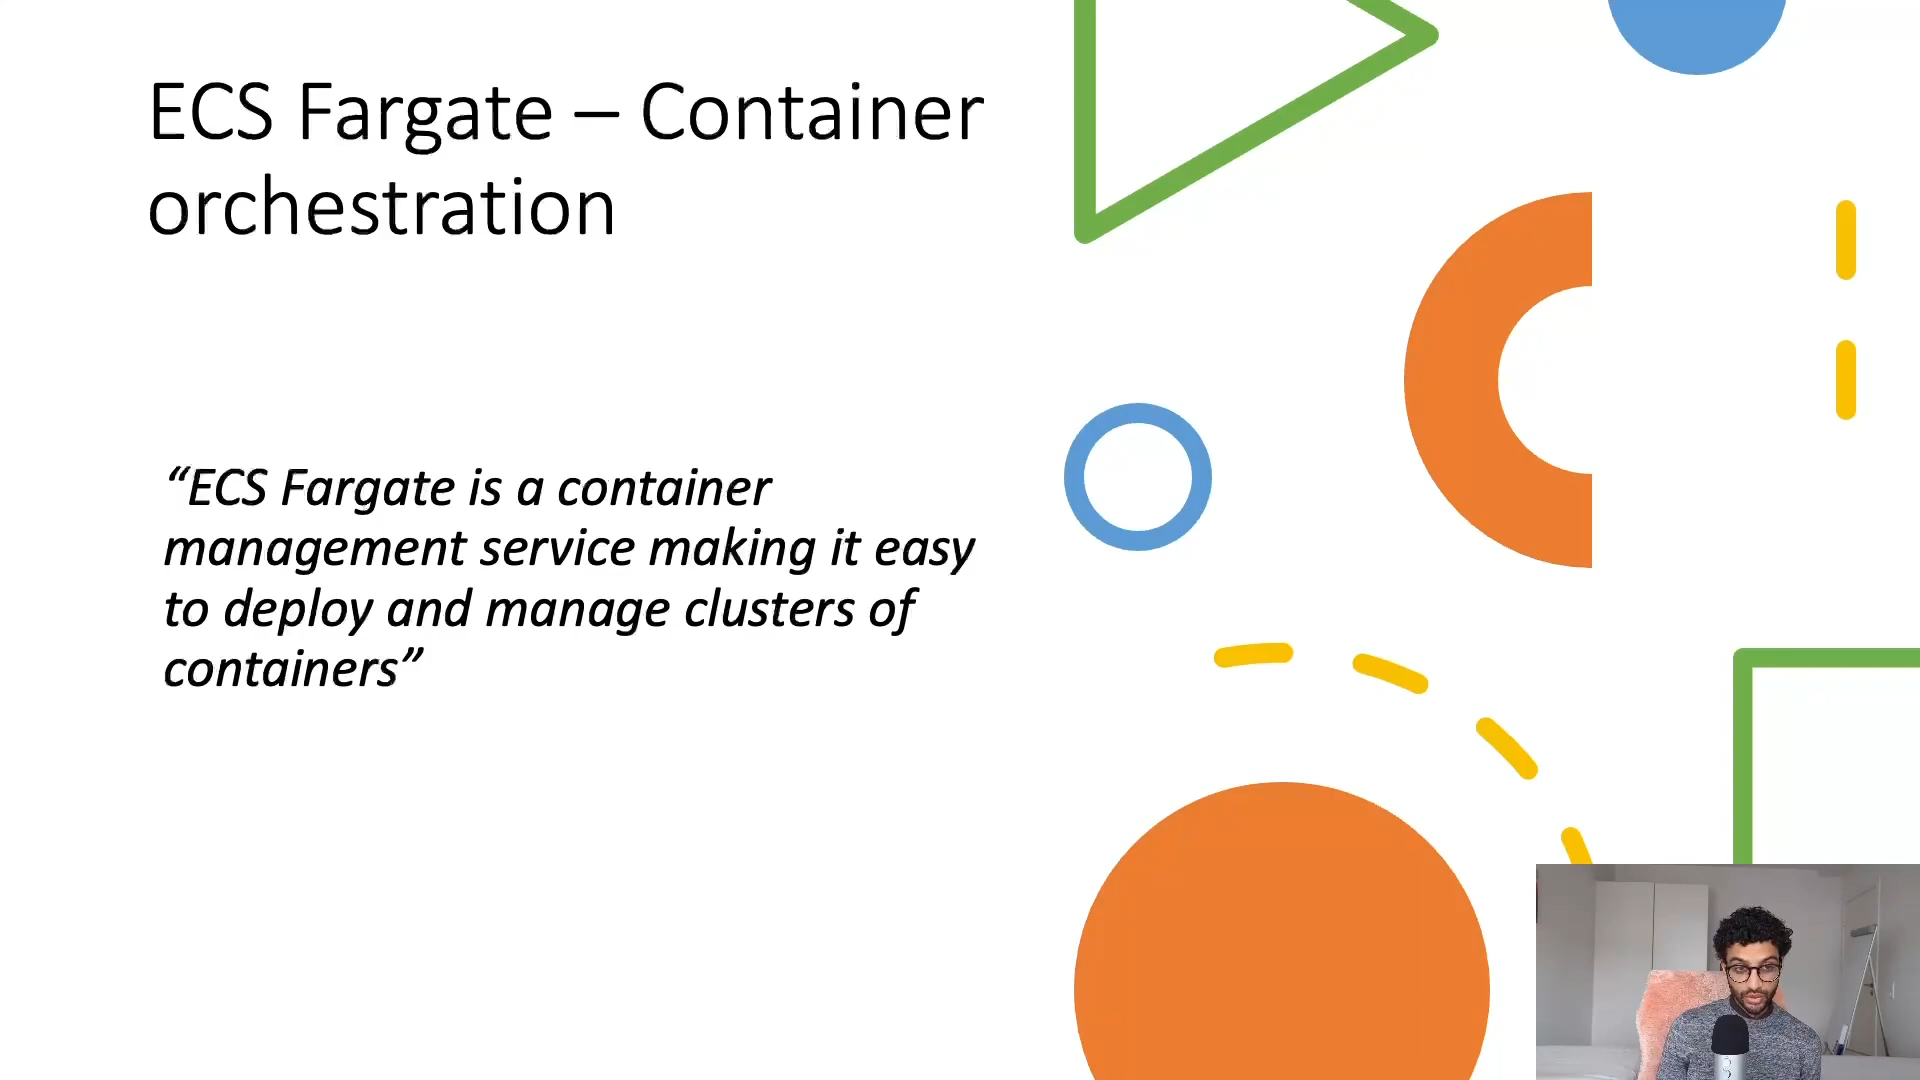 ECS Fargate – Container
orchestration
“ECS Fargate is a container
management service making it easy
to deploy and manage clusters of
containers”